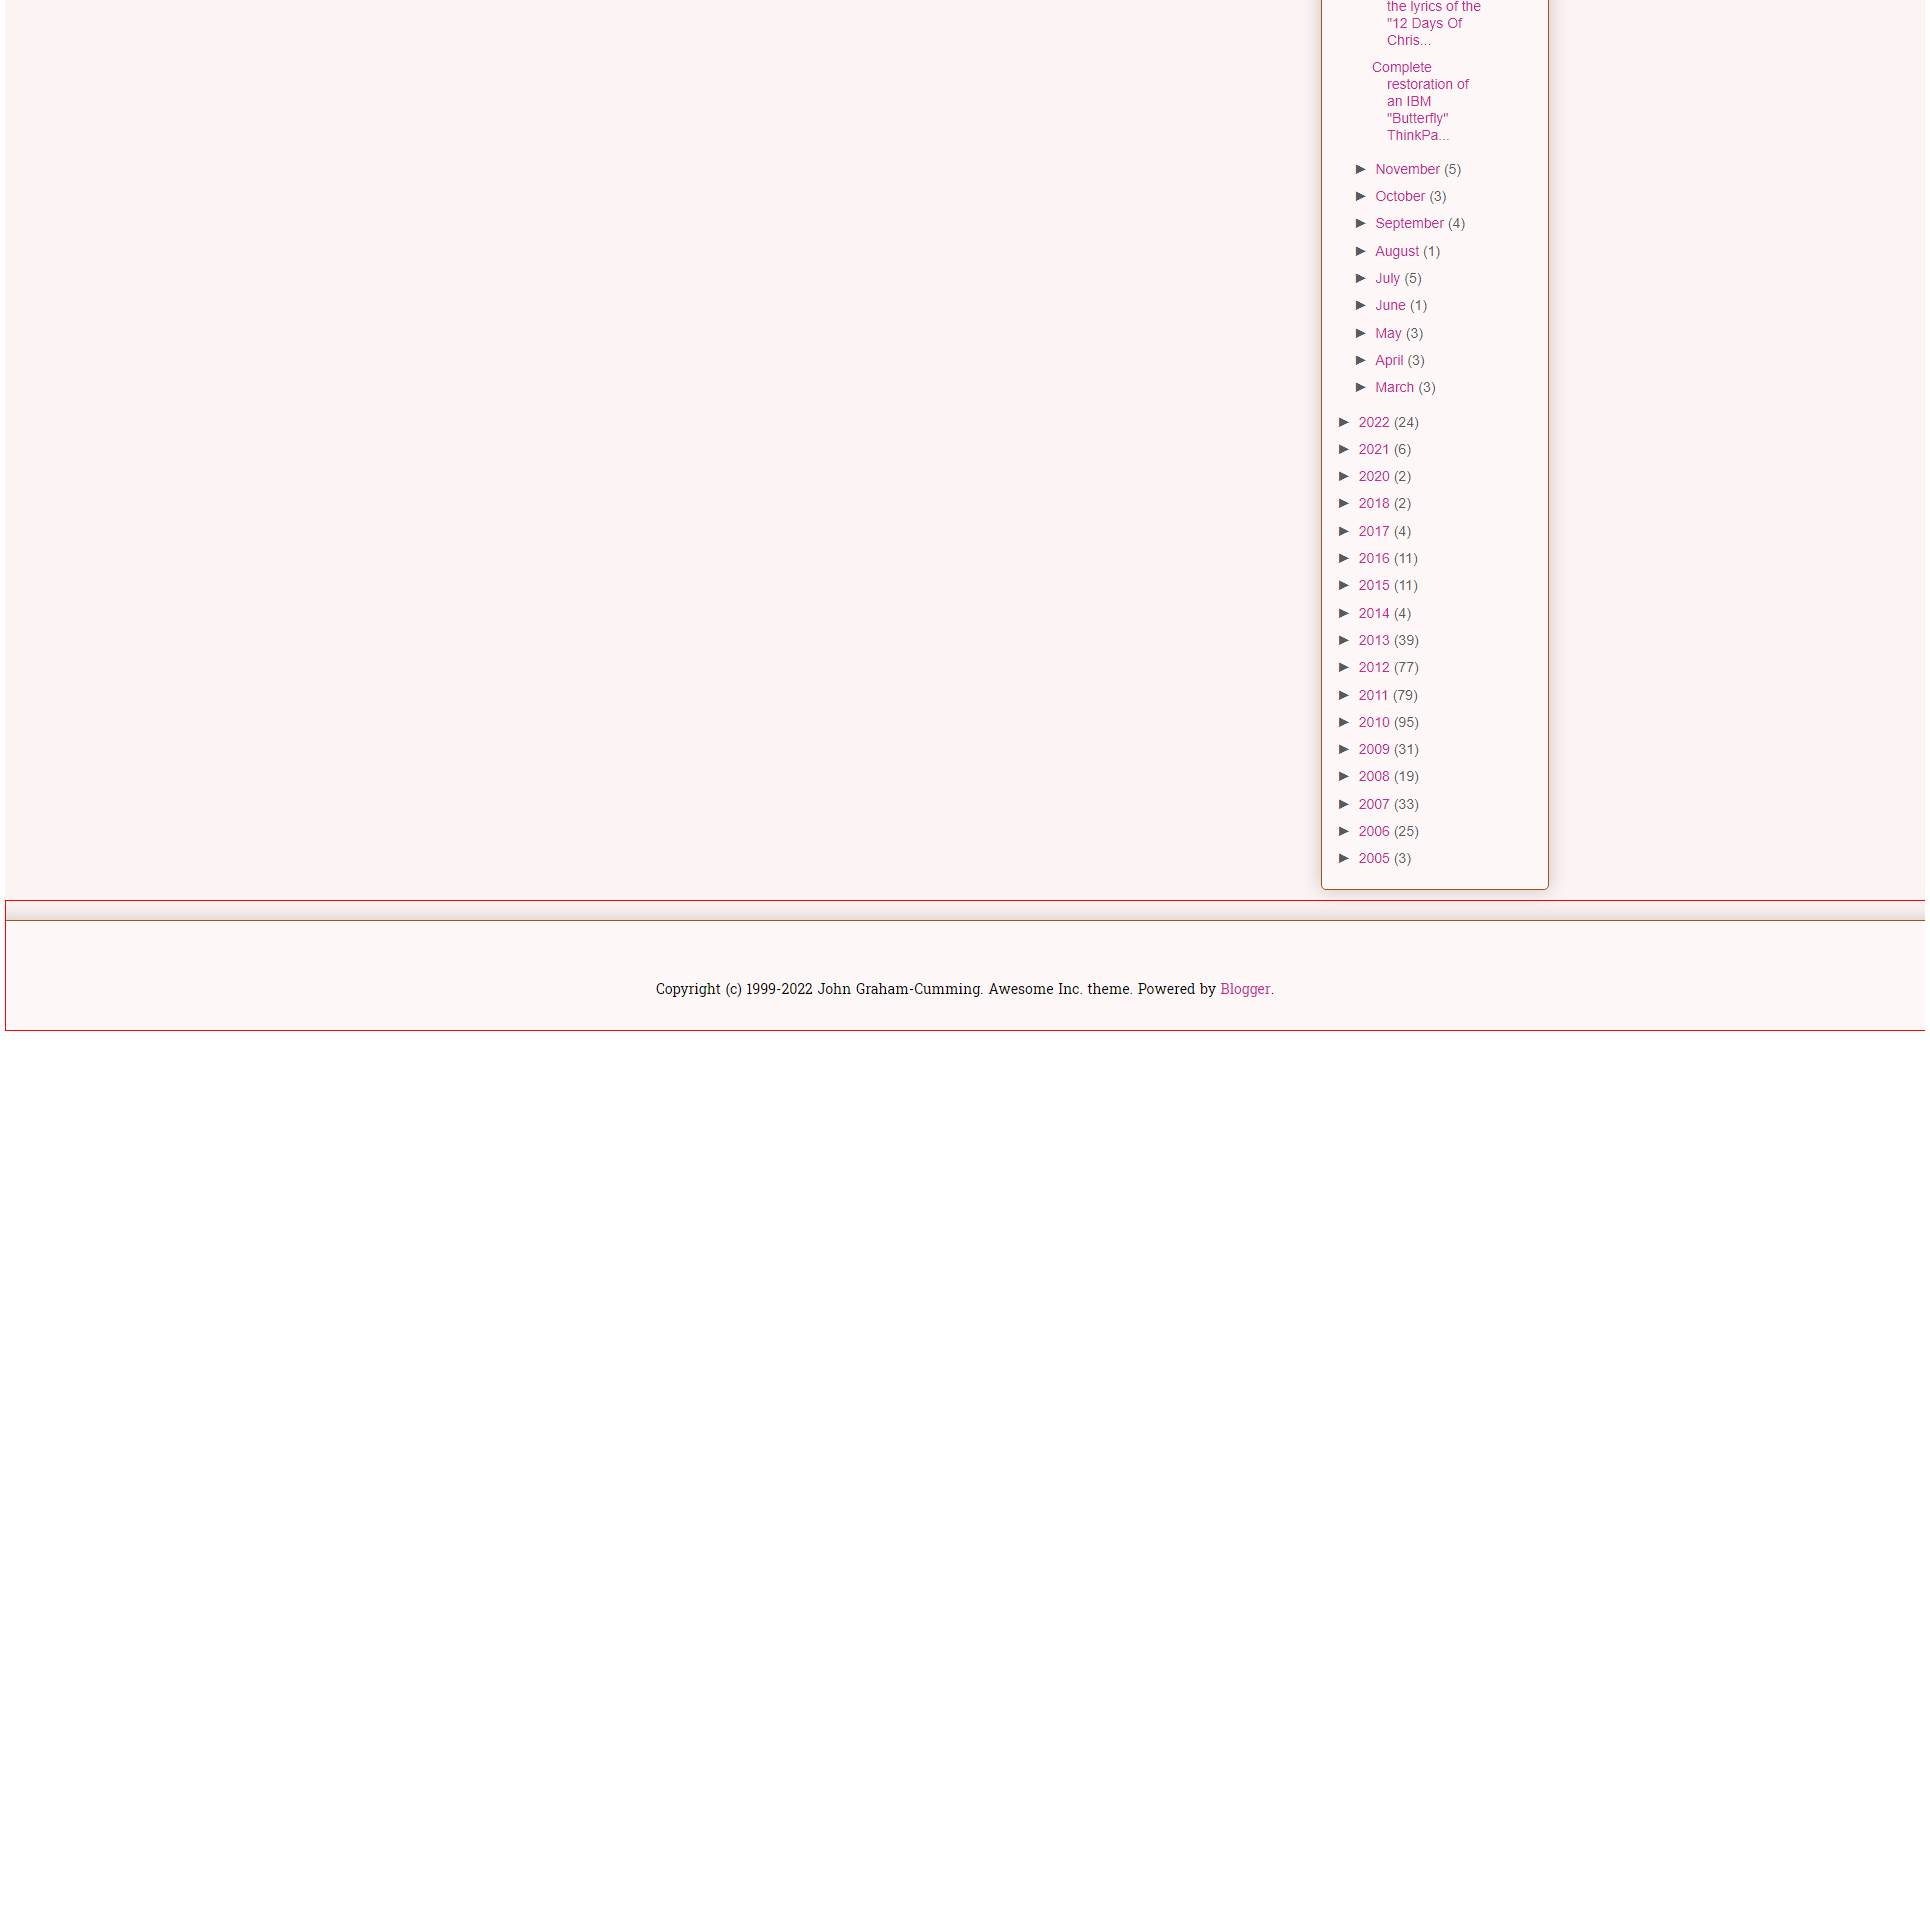 the lyrics of the
"12 Days Of
Chris...
Complete
restoration of
an IBM
"Butterfly"
ThinkPa...
► November (5)
► October (3)
► September (4)
► August (1)
► July (5)
► June (1)
► May (3)
► April (3)
► March (3)
► 2022 (24)
► 2021 (6)
► 2020 (2)
► 2018 (2)
► 2017 (4)
► 2016 (11)
► 2015 (11)
► 2014 (4)
► 2013 (39)
► 2012 (77)
► 2011 (79)
► 2010 (95)
► 2009 (31)
► 2008 (19)
► 2007 (33)
► 2006 (25)
► 2005 (3)
Copyright (c) 1999-2022 John Graham-Cumming. Awesome Inc. theme. Powered by Blogger.